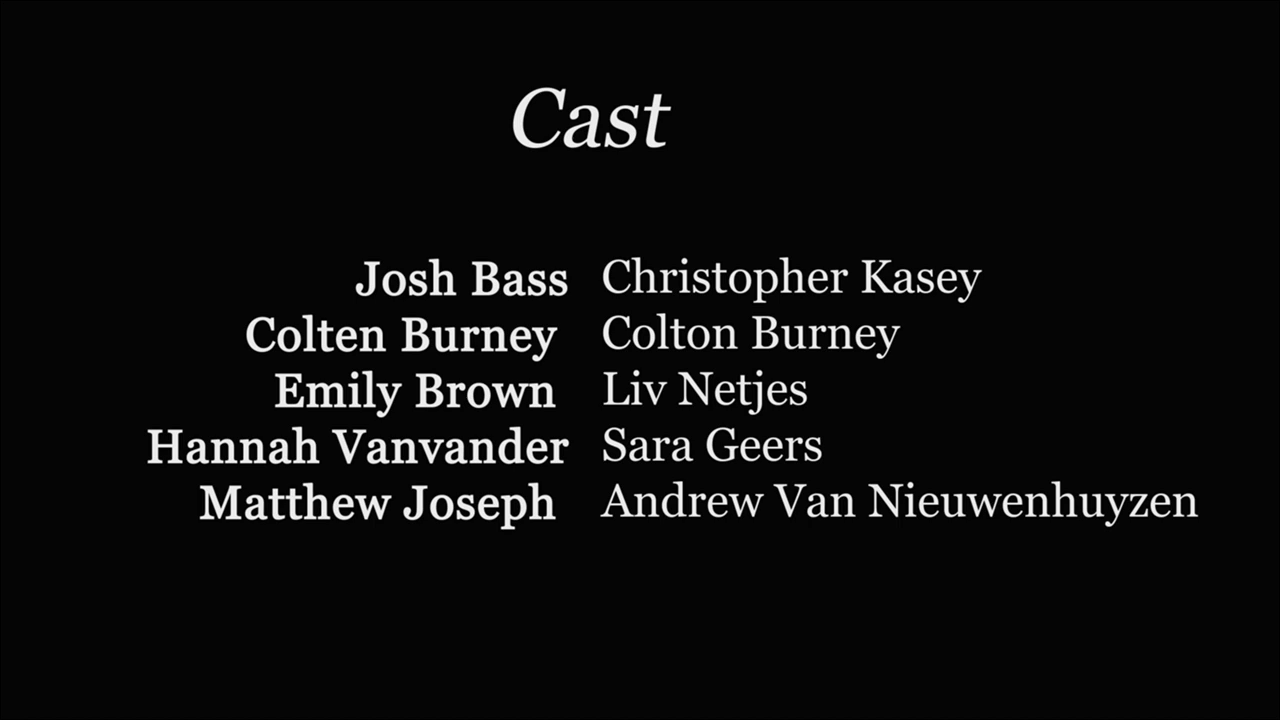 Cast
Josh Bass Christopher Kasey
Colten Burney Colton Burney
Emily Brown Liv Netjes
Hannah Vanvander Sara Geers
Matthew Joseph Andrew Van Nieuwenhuyzen